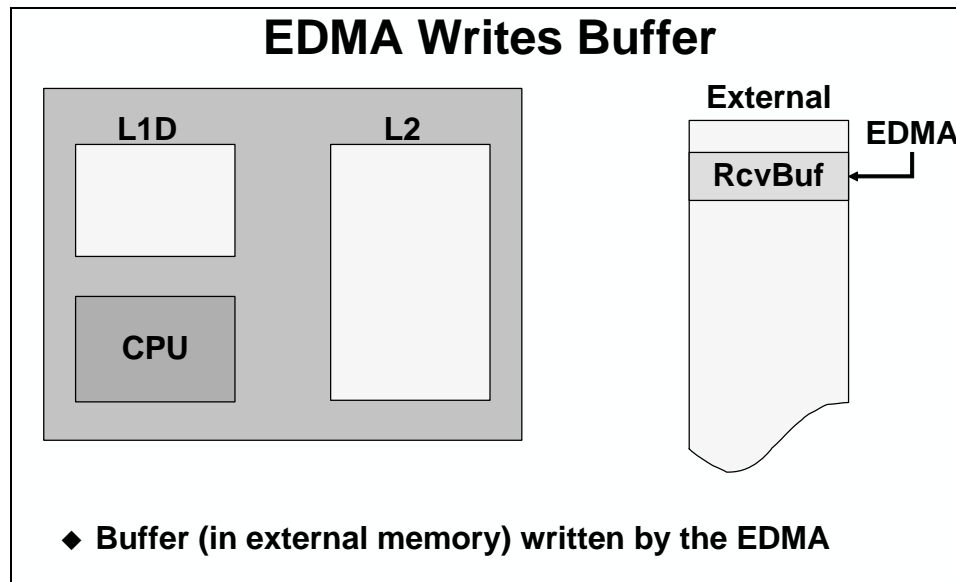 EDMA Writes Buffer
L1D
L2
CPU
External
EDMA
RcvBuf
◆ Buffer (in external memory) written by the EDMA